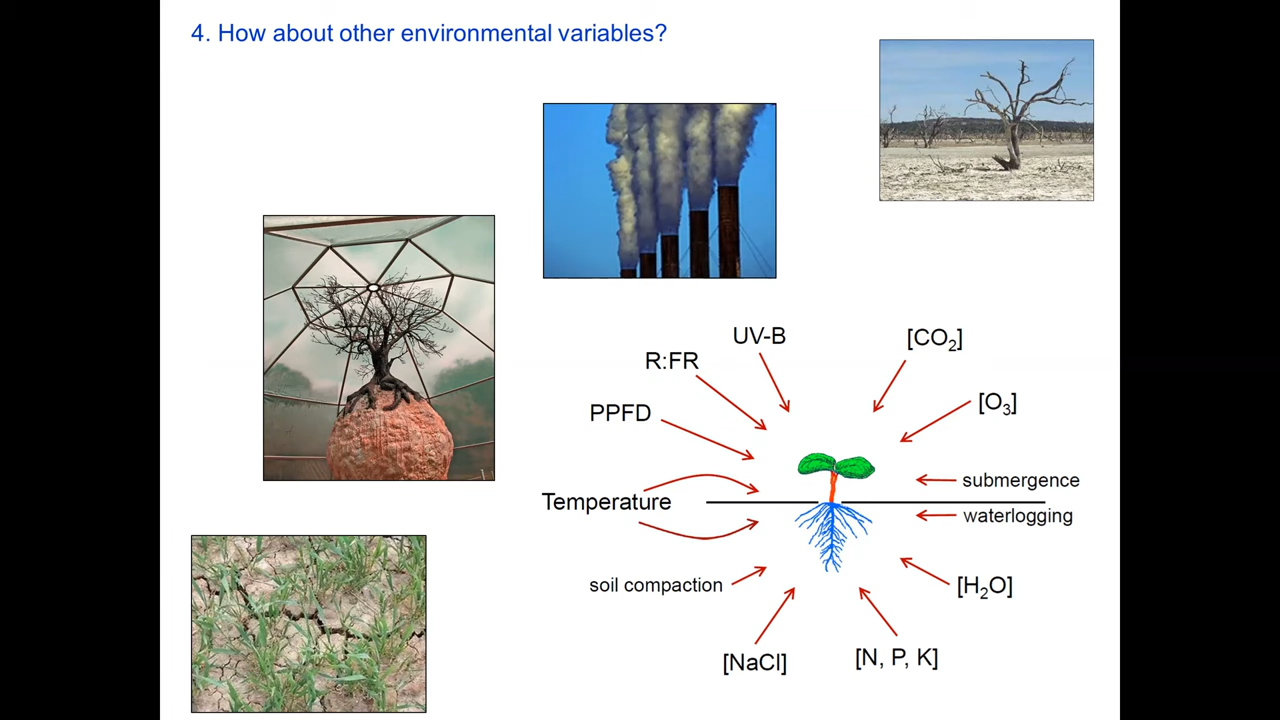 4. How about other environmental variables?
UV-B
[CO₂]
R:FR
[O₃]
PPFD
submergence
Temperature
waterlogging
soil compaction
[H₂O]
[NaCl]
[N, P, K]